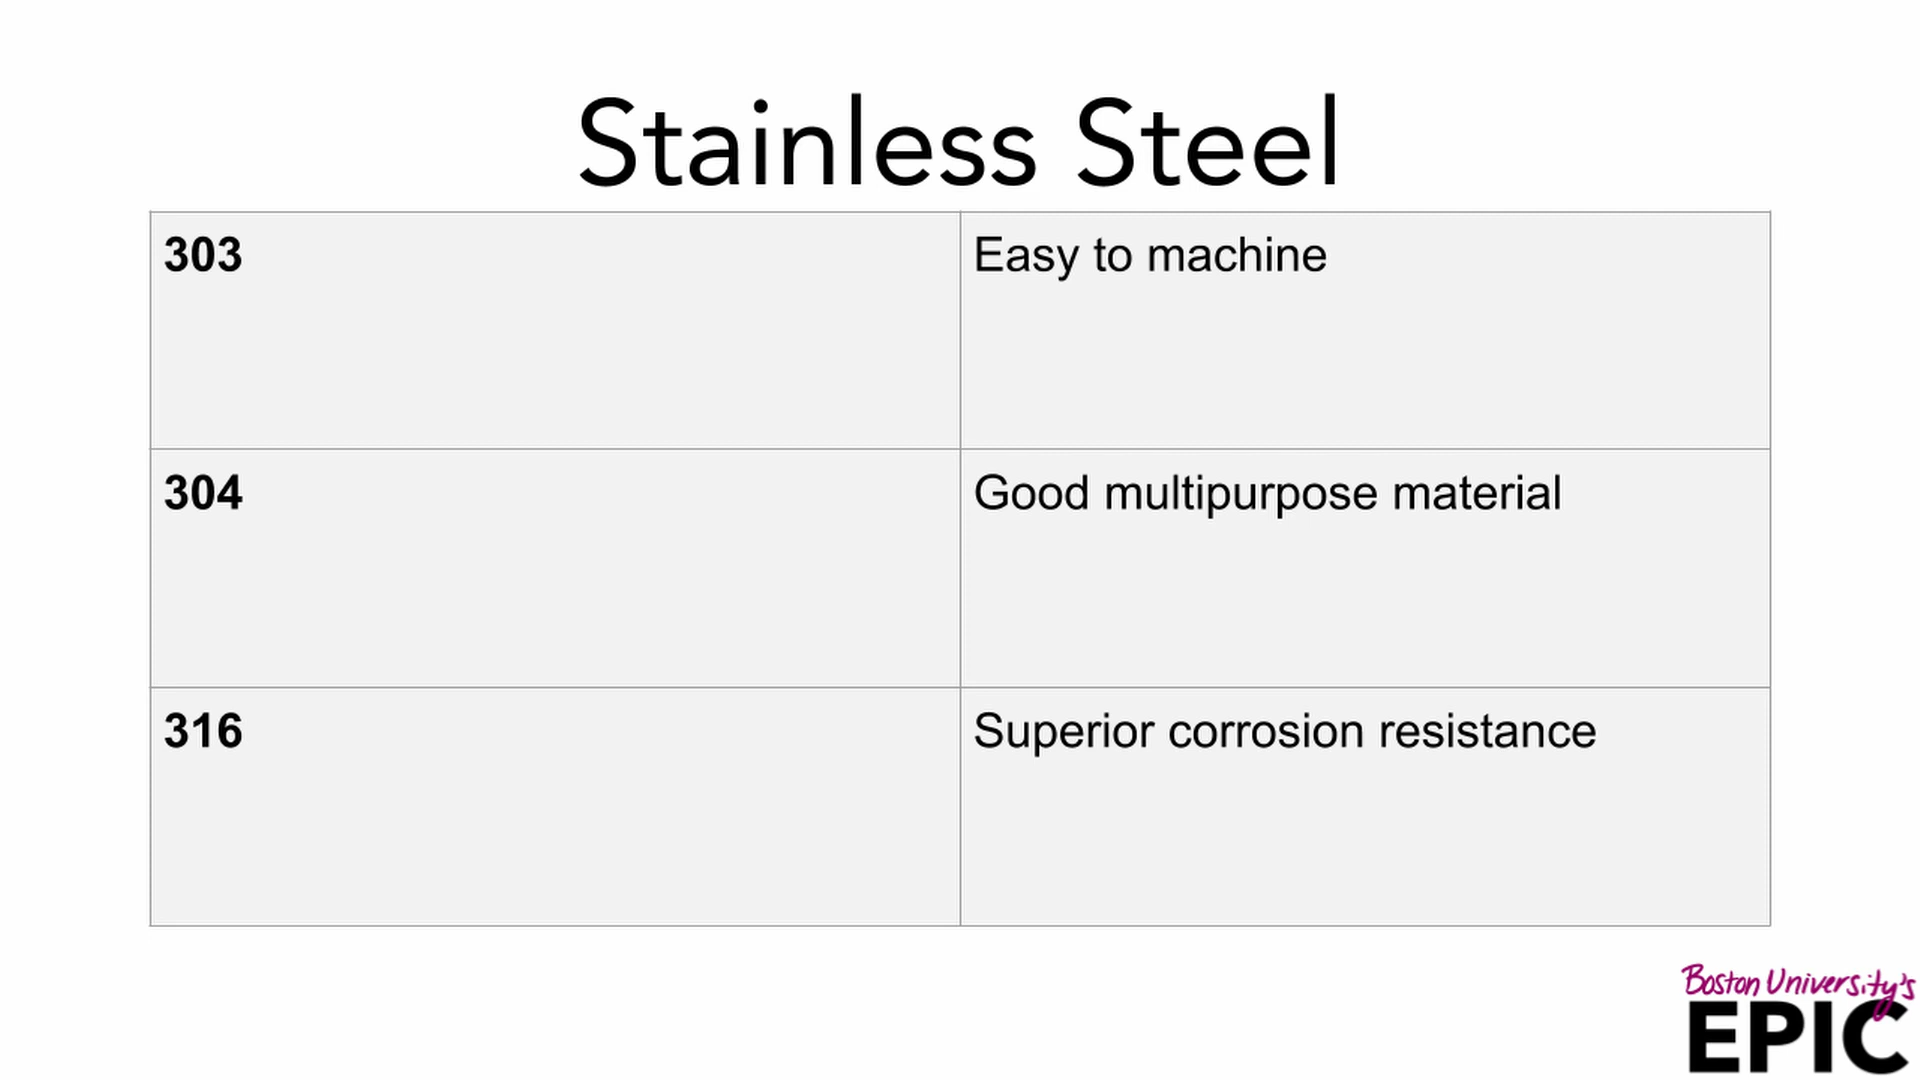 Stainless Steel
303
Easy to machine
304
Good multipurpose material
316
Superior corrosion resistance
Boston University's
EPIC